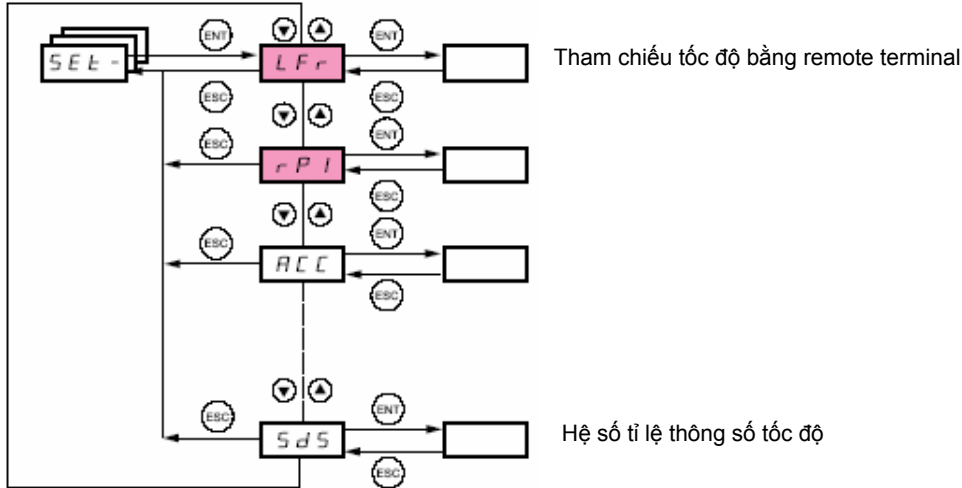 ENT ENT
SEt- LFr Tham chiếu tốc độ bằng remote terminal
ESC ESC
ESC ENT
rPI
ESC
ESC ENT
ACC
ESC
ESC ENT
SdS Hệ số tỉ lệ thông số tốc độ
ESC